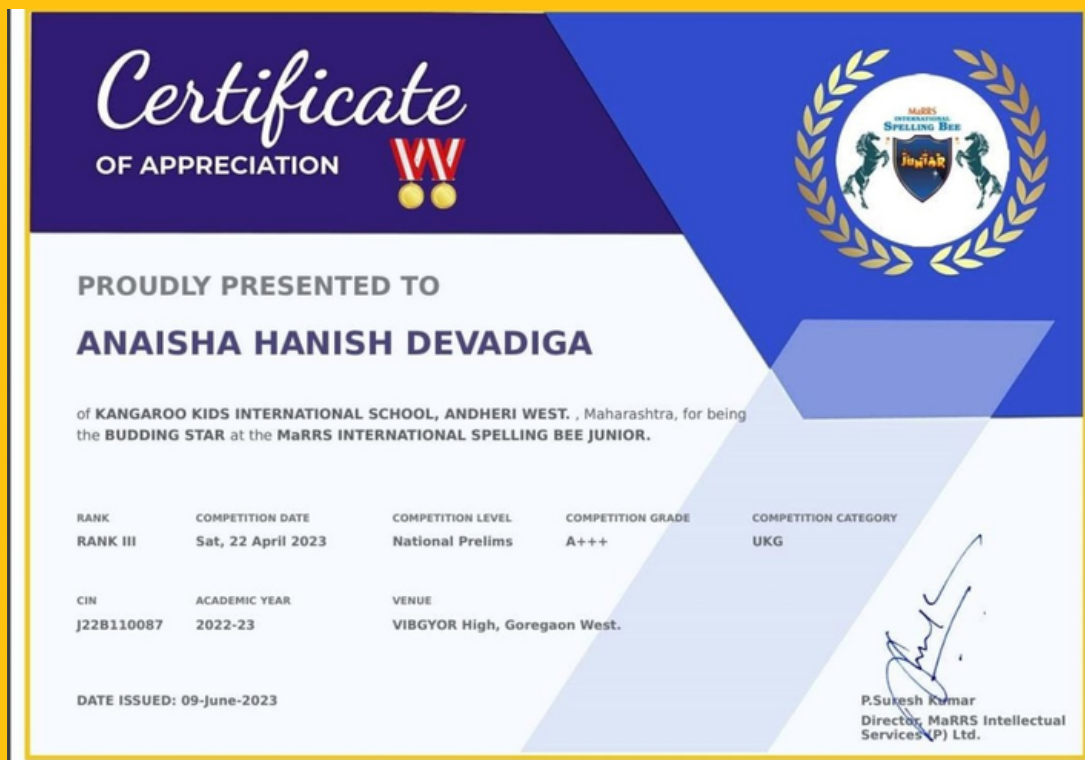 Certificate
OF APPRECIATION
MaRRS
INTERNATIONAL
SPELLING BEE
JUNIOR
PROUDLY PRESENTED TO
ANAISHA HANISH DEVADIGA
of KANGAROO KIDS INTERNATIONAL SCHOOL, ANDHERI WEST. , Maharashtra, for being
the BUDDING STAR at the MaRRS INTERNATIONAL SPELLING BEE JUNIOR.
RANK COMPETITION DATE COMPETITION LEVEL COMPETITION GRADE COMPETITION CATEGORY
RANK III Sat, 22 April 2023 National Prelims A+++ UKG
CIN ACADEMIC YEAR VENUE
J22B110087 2022-23 VIBGYOR High, Goregaon West.
DATE ISSUED: 09-June-2023
P.Suresh Kumar
Director, MaRRS Intellectual
Services (P) Ltd.